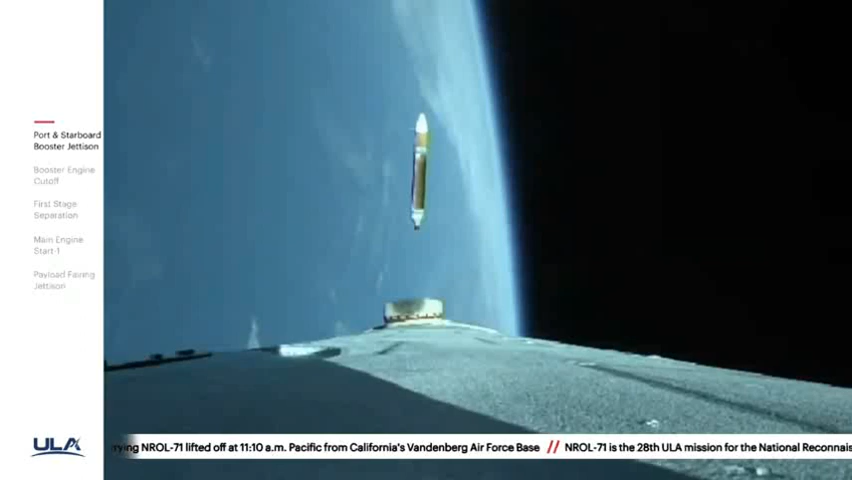 Port & Starboard
Booster Jettison
Booster Engine
Cutoff
First Stage
Separation
Main Engine
Start-1
Payload Fairing
Jettison
ULA
NROL-71 lifted off at 11:10 a.m. Pacific from California's Vandenberg Air Force Base // NROL-71 is the 28th ULA mission for the National